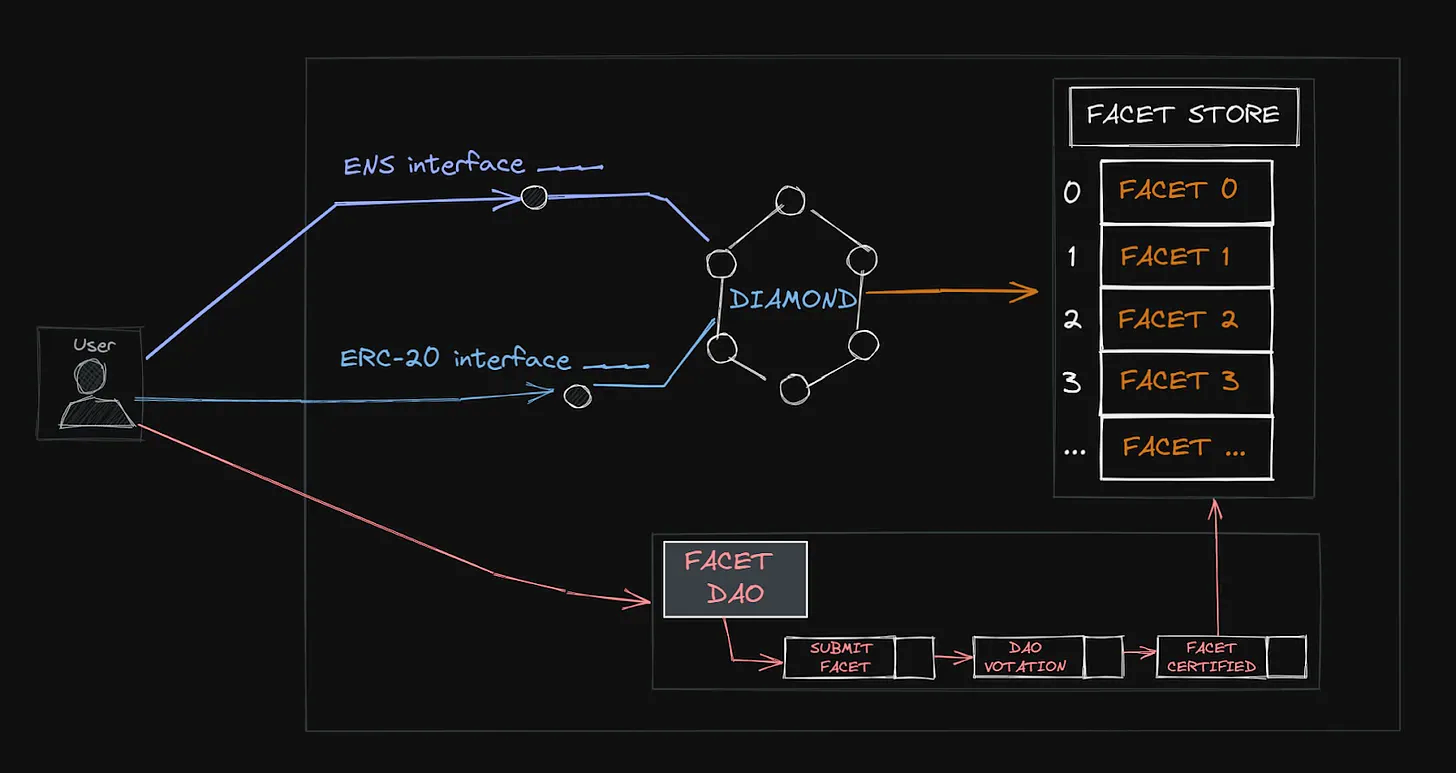 FACET STORE
ENS interface
0
FACET 0
1
FACET 1
DIAMOND
2
FACET 2
User
ERC-20 interface
3
FACET 3
...
FACET ...
FACET
DAO
SUBMIT
FACET
DAO
VOTATION
FACET
CERTIFIED